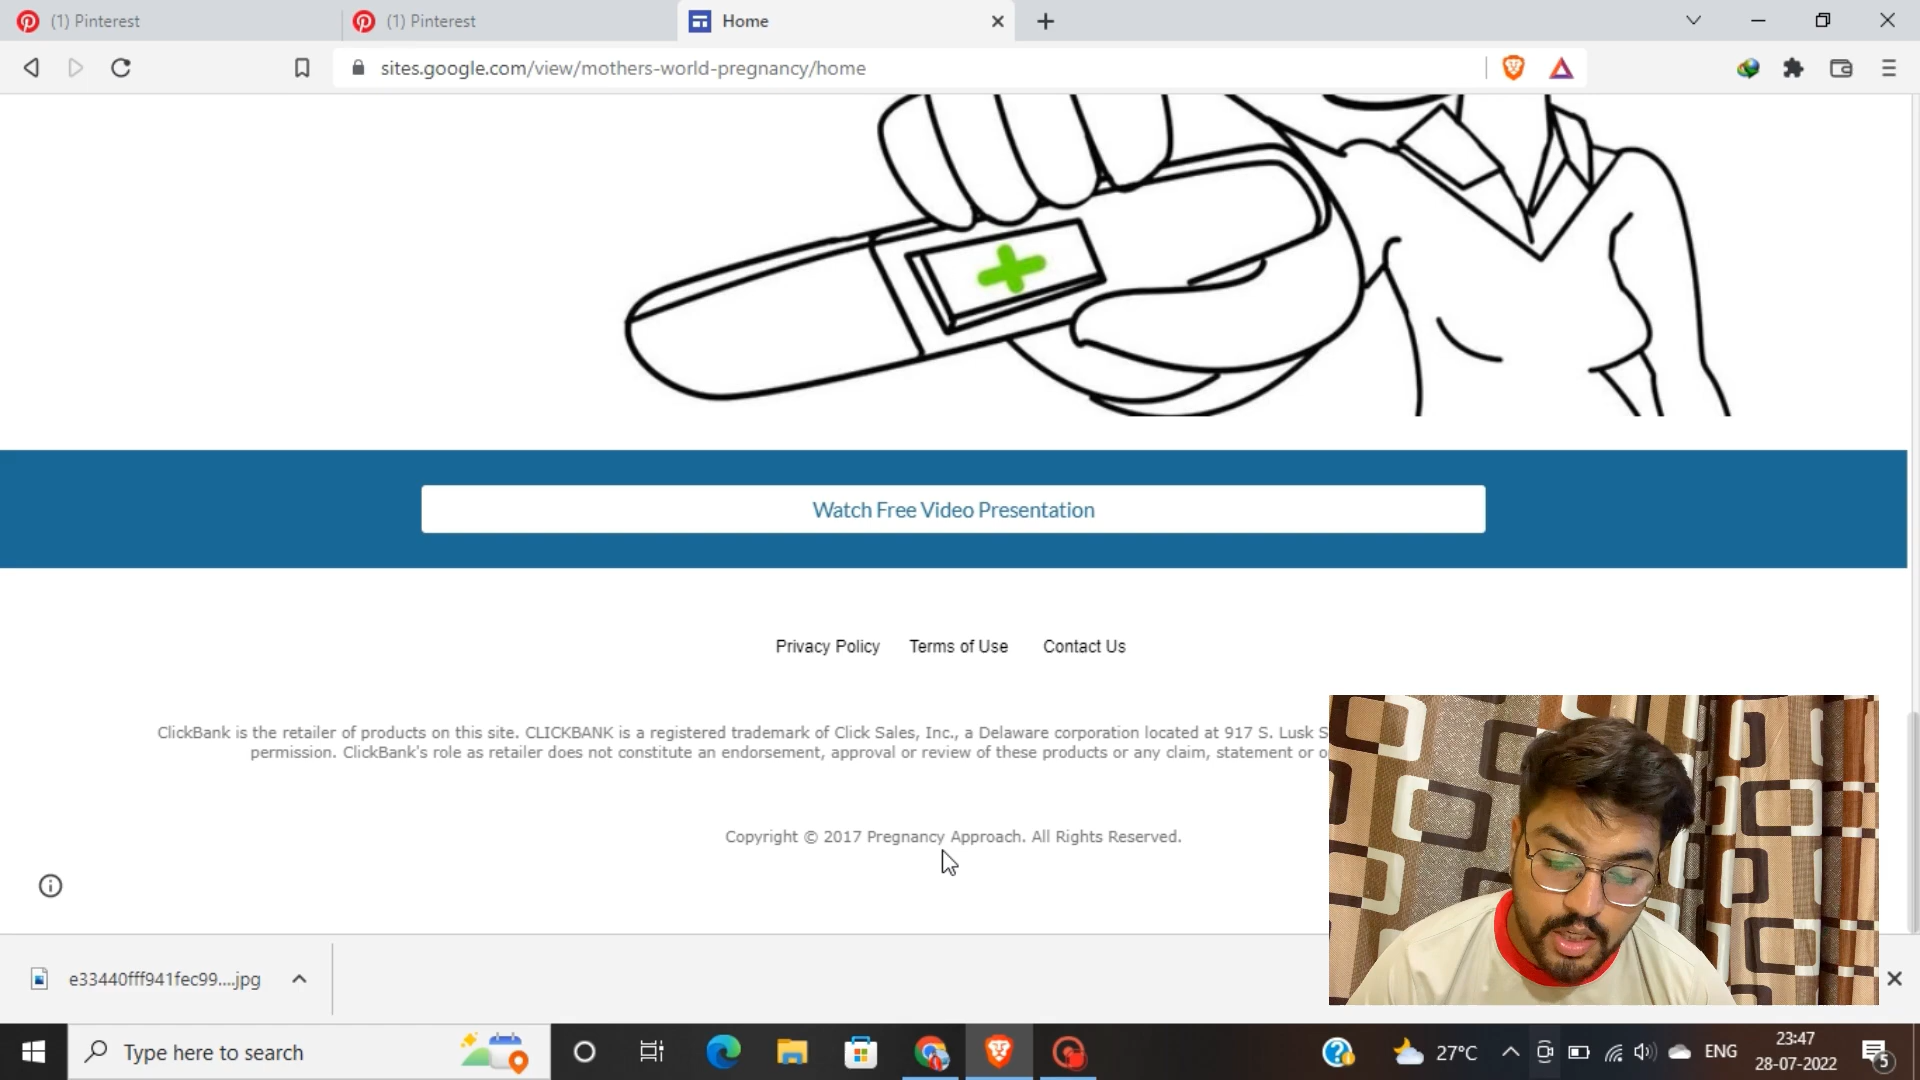 (1) Pinterest
(1) Pinterest
Home
sites.google.com/view/mothers-world-pregnancy/home
Watch Free Video Presentation
Privacy Policy Terms of Use Contact Us
ClickBank is the retailer of products on this site. CLICKBANK is a registered trademark of Click Sales, Inc., a Delaware corporation located at 917 S. Lusk S
permission. ClickBank's role as retailer does not constitute an endorsement, approval or review of these products or any claim, statement or o
Copyright © 2017 Pregnancy Approach. All Rights Reserved.
e33440fff941fec99....jpg
Type here to search
27°C
ENG
23:47
28-07-2022
5